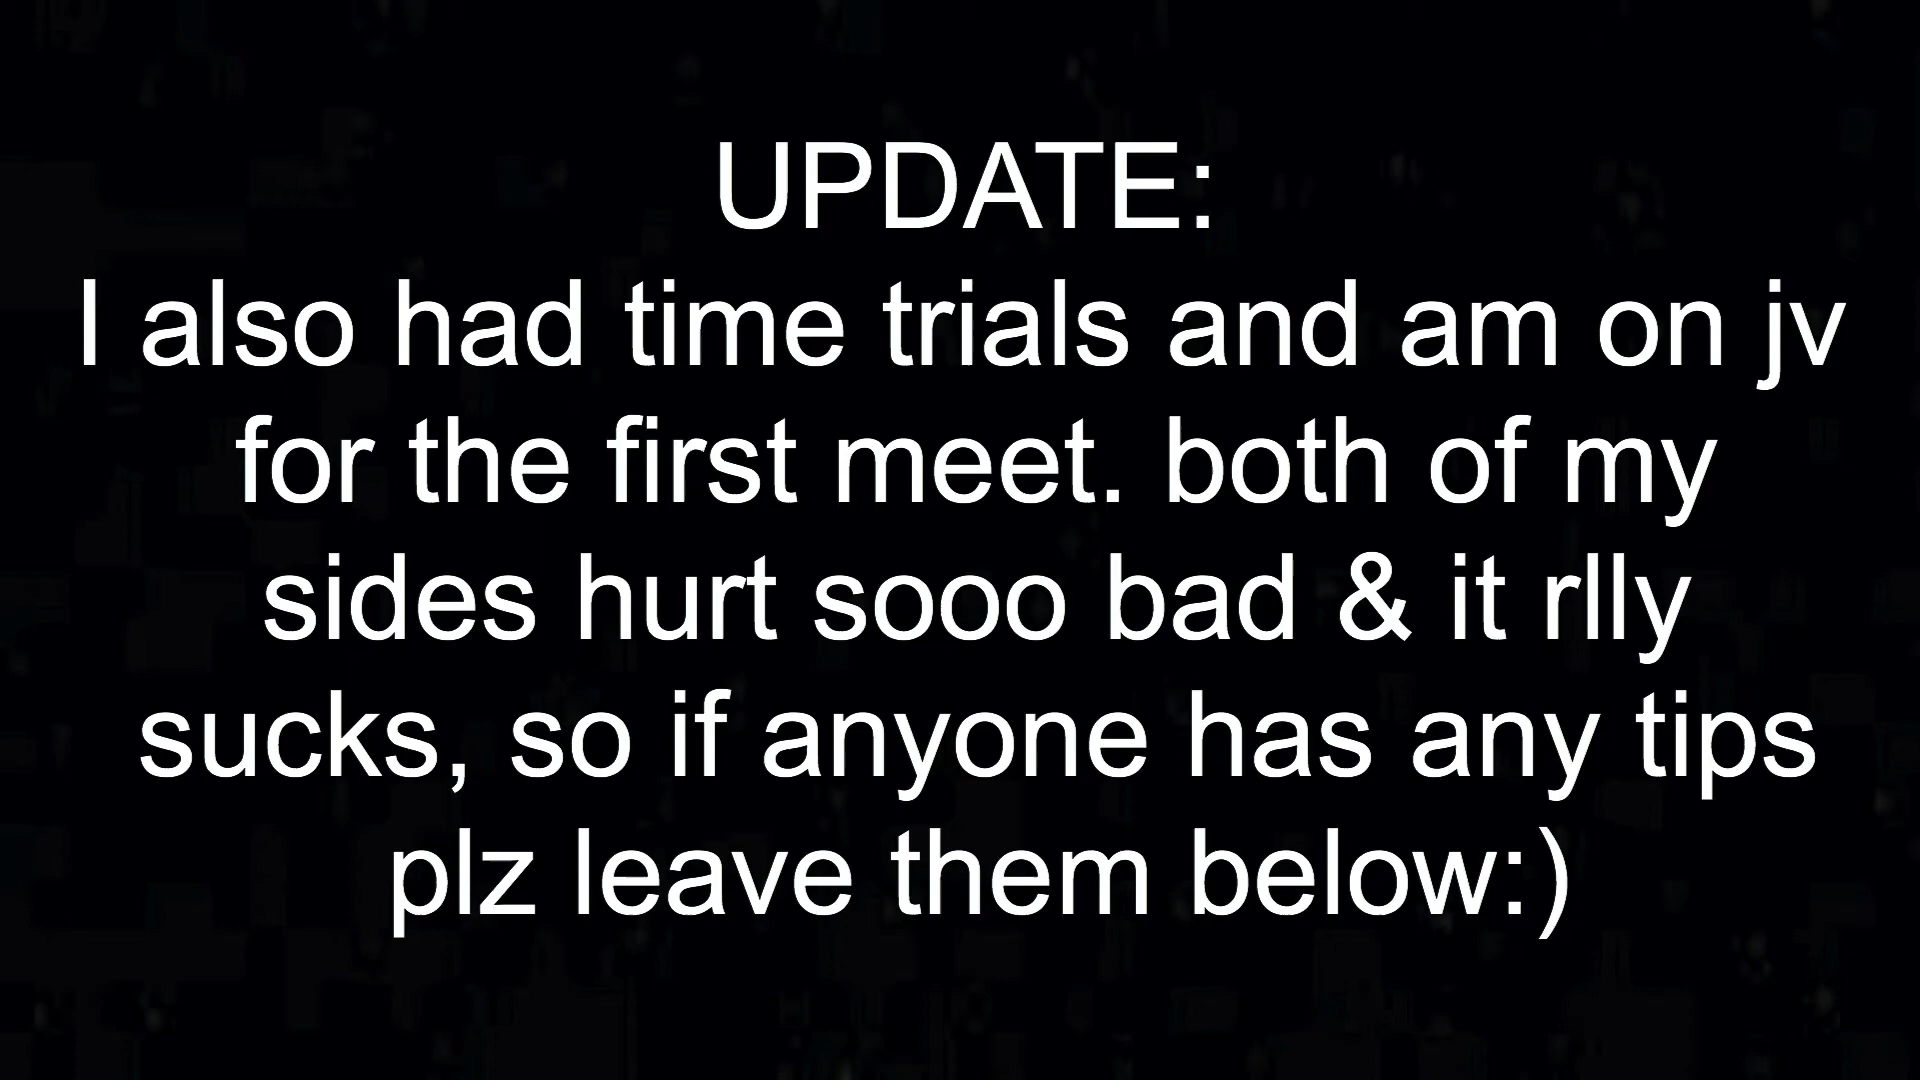 UPDATE:
I also had time trials and am on jv
for the first meet. both of my
sides hurt sooo bad & it rlly
sucks, so if anyone has any tips
plz leave them below:)